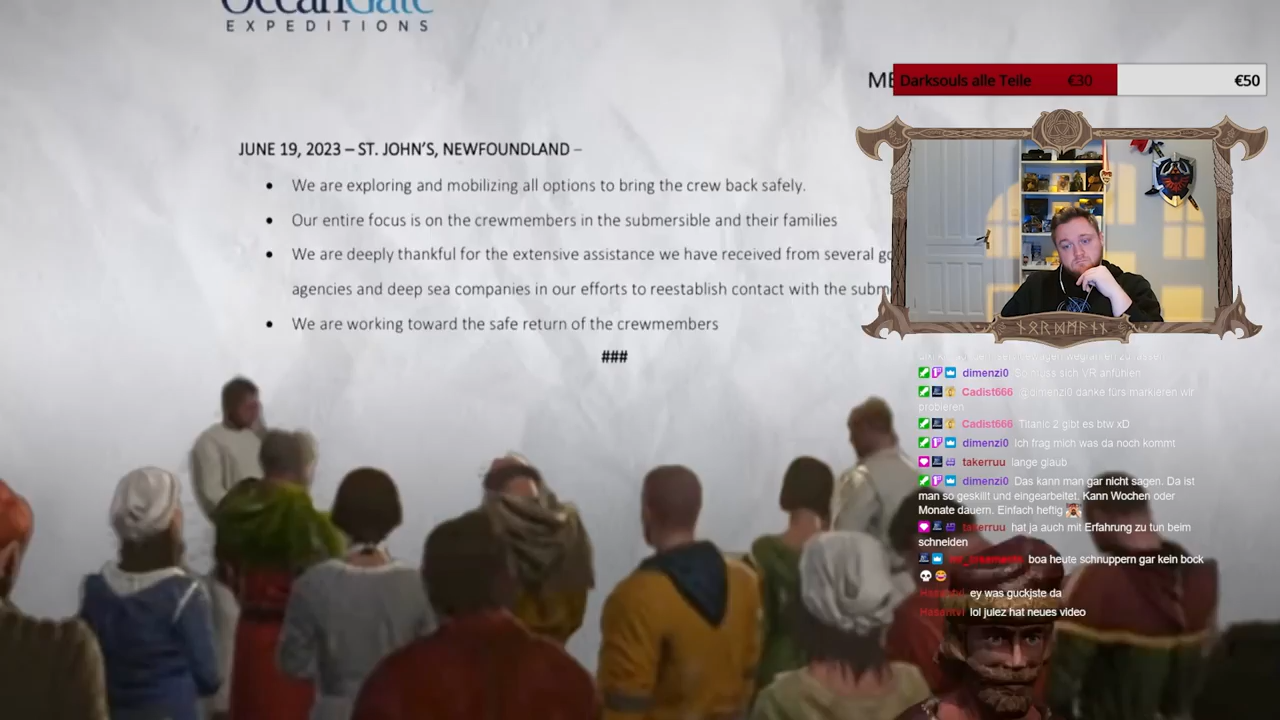 OceanGate
EXPEDITIONS
ME
Darksouls alle Teile €30 €50
JUNE 19, 2023 – ST. JOHN'S, NEWFOUNDLAND –
• We are exploring and mobilizing all options to bring the crew back safely.
• Our entire focus is on the crewmembers in the submersible and their families
• We are deeply thankful for the extensive assistance we have received from several go
agencies and deep sea companies in our efforts to reestablish contact with the subm
• We are working toward the safe return of the crewmembers
###
dimenzi0 So muss sich VR anfühlen
Cadist666 @dimenzi0 danke fürs markieren wir
probieren
Cadist666 Titanic 2 gibt es btw xD
dimenzi0 Ich frag mich was da noch kommt
takerruu lange glaub
dimenzi0 Das kann man gar nicht sagen. Da ist
man so geskillt und eingearbeitet. Kann Wochen oder
Monate dauern. Einfach heftig
takerruu hat ja auch mit Erfahrung zu tun beim
schneiden
boa heute schnuppern gar kein bock
ey was guckjste da
lol julez hat neues video